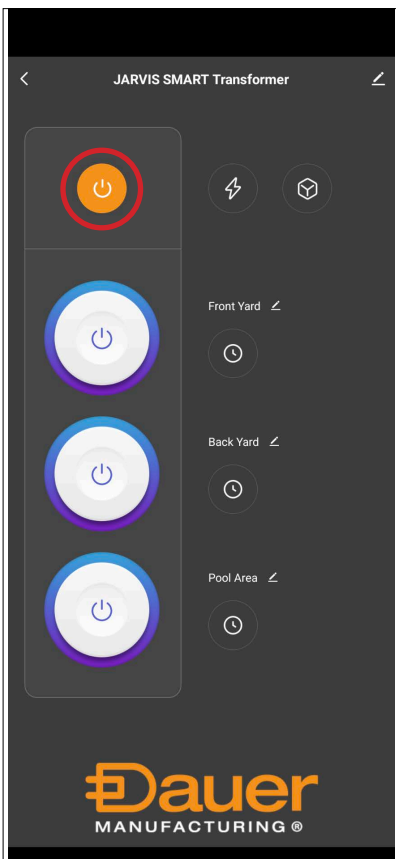 JARVIS SMART Transformer
Front Yard
Back Yard
Pool Area
Dauer
MANUFACTURING ®